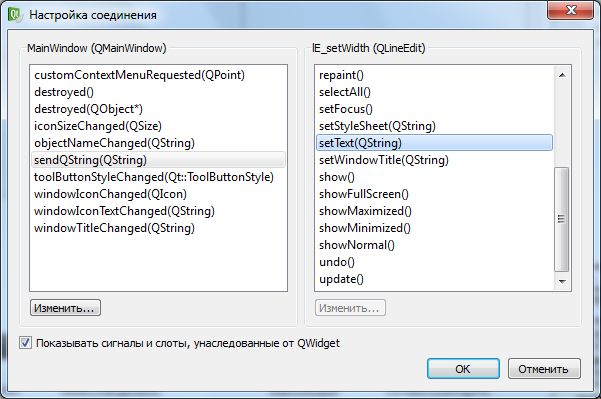 Настройка соединения
MainWindow (QMainWindow)
customContextMenuRequested(QPoint)
destroyed()
destroyed(QObject*)
iconSizeChanged(QSize)
objectNameChanged(QString)
sendQString(QString)
toolButtonStyleChanged(Qt::ToolButtonStyle)
windowIconChanged(QIcon)
windowIconTextChanged(QString)
windowTitleChanged(QString)
Изменить...
lE_setWidth (QLineEdit)
repaint()
selectAll()
setFocus()
setStyleSheet(QString)
setText(QString)
setWindowTitle(QString)
show()
showFullScreen()
showMaximized()
showMinimized()
showNormal()
undo()
update()
Изменить...
Показывать сигналы и слоты, унаследованные от QWidget
OK
Отменить